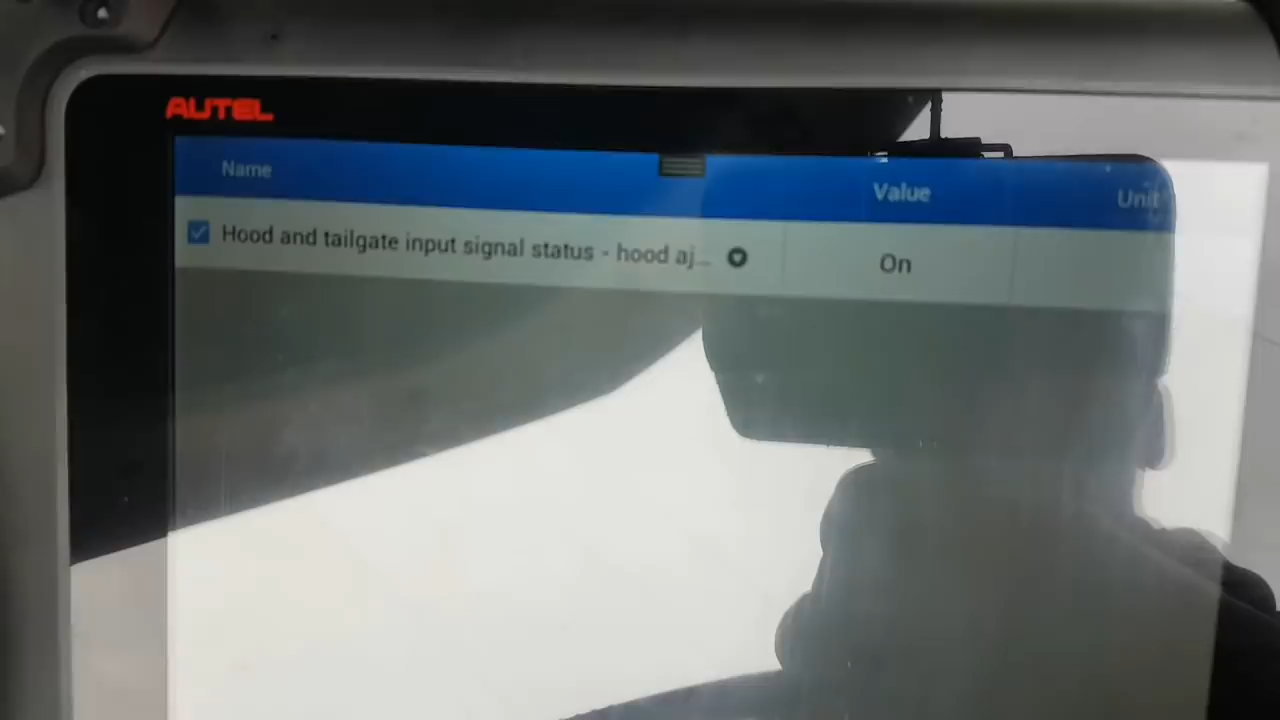 AUTEL
Name Value Unit
Hood and tailgate input signal status - hood aj... On